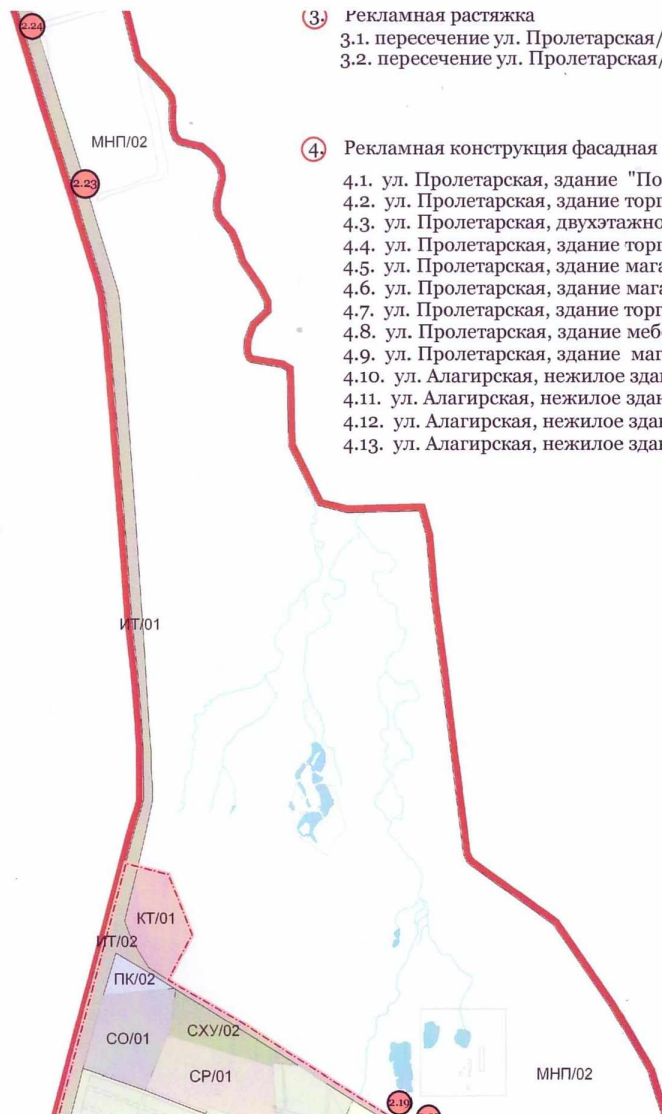 3. Рекламная растяжка
3.1. пересечение ул. Пролетарская/
3.2. пересечение ул. Пролетарская/
4. Рекламная конструкция фасадная
4.1. ул. Пролетарская, здание "По
4.2. ул. Пролетарская, здание торг
4.3. ул. Пролетарская, двухэтажно
4.4. ул. Пролетарская, здание торг
4.5. ул. Пролетарская, здание мага
4.6. ул. Пролетарская, здание мага
4.7. ул. Пролетарская, здание торг
4.8. ул. Пролетарская, здание меб
4.9. ул. Пролетарская, здание маг
4.10. ул. Алагирская, нежилое зда
4.11. ул. Алагирская, нежилое зда
4.12. ул. Алагирская, нежилое зда
4.13. ул. Алагирская, нежилое зда
2.24
МНП/02
2.23
ИТ/01
КТ/01
ИТ/02
ПК/02
СО/01
СХУ/02
СР/01
МНП/02
2.19